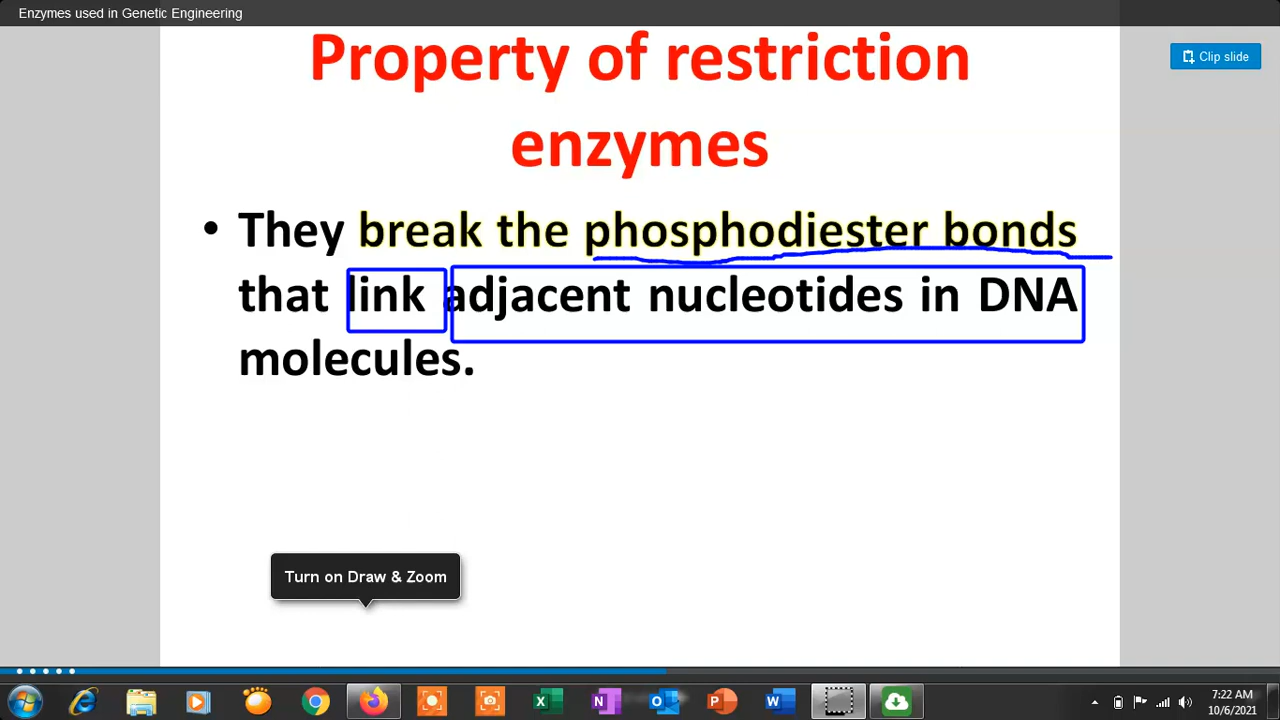 Enzymes used in Genetic Engineering
Clip slide
Property of restriction
enzymes
• They break the phosphodiester bonds
that link adjacent nucleotides in DNA
molecules.
Turn on Draw & Zoom
7:22 AM
10/6/2021